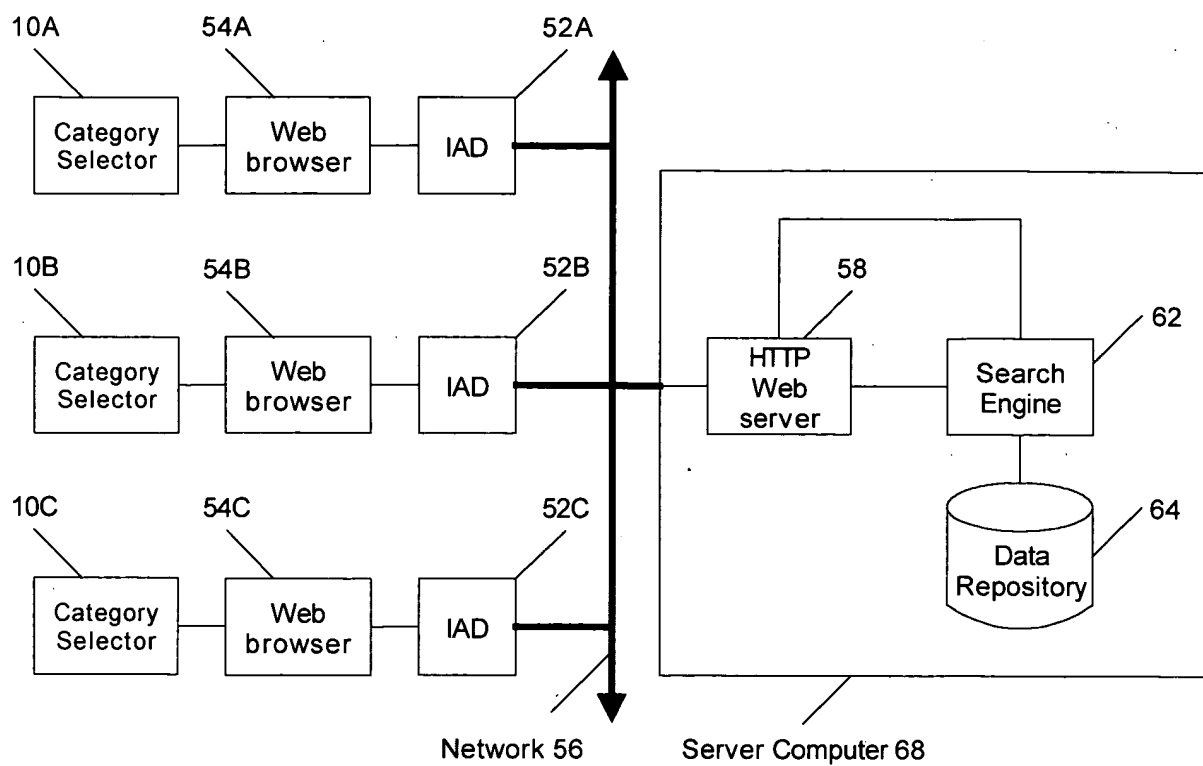 10A
54A
52A
Category
Selector
Web
browser
IAD
10B
54B
52B
58
62
Category
Selector
Web
browser
IAD
HTTP
Web
server
Search
Engine
10C
54C
52C
64
Category
Selector
Web
browser
IAD
Data
Repository
Network 56
Server Computer 68